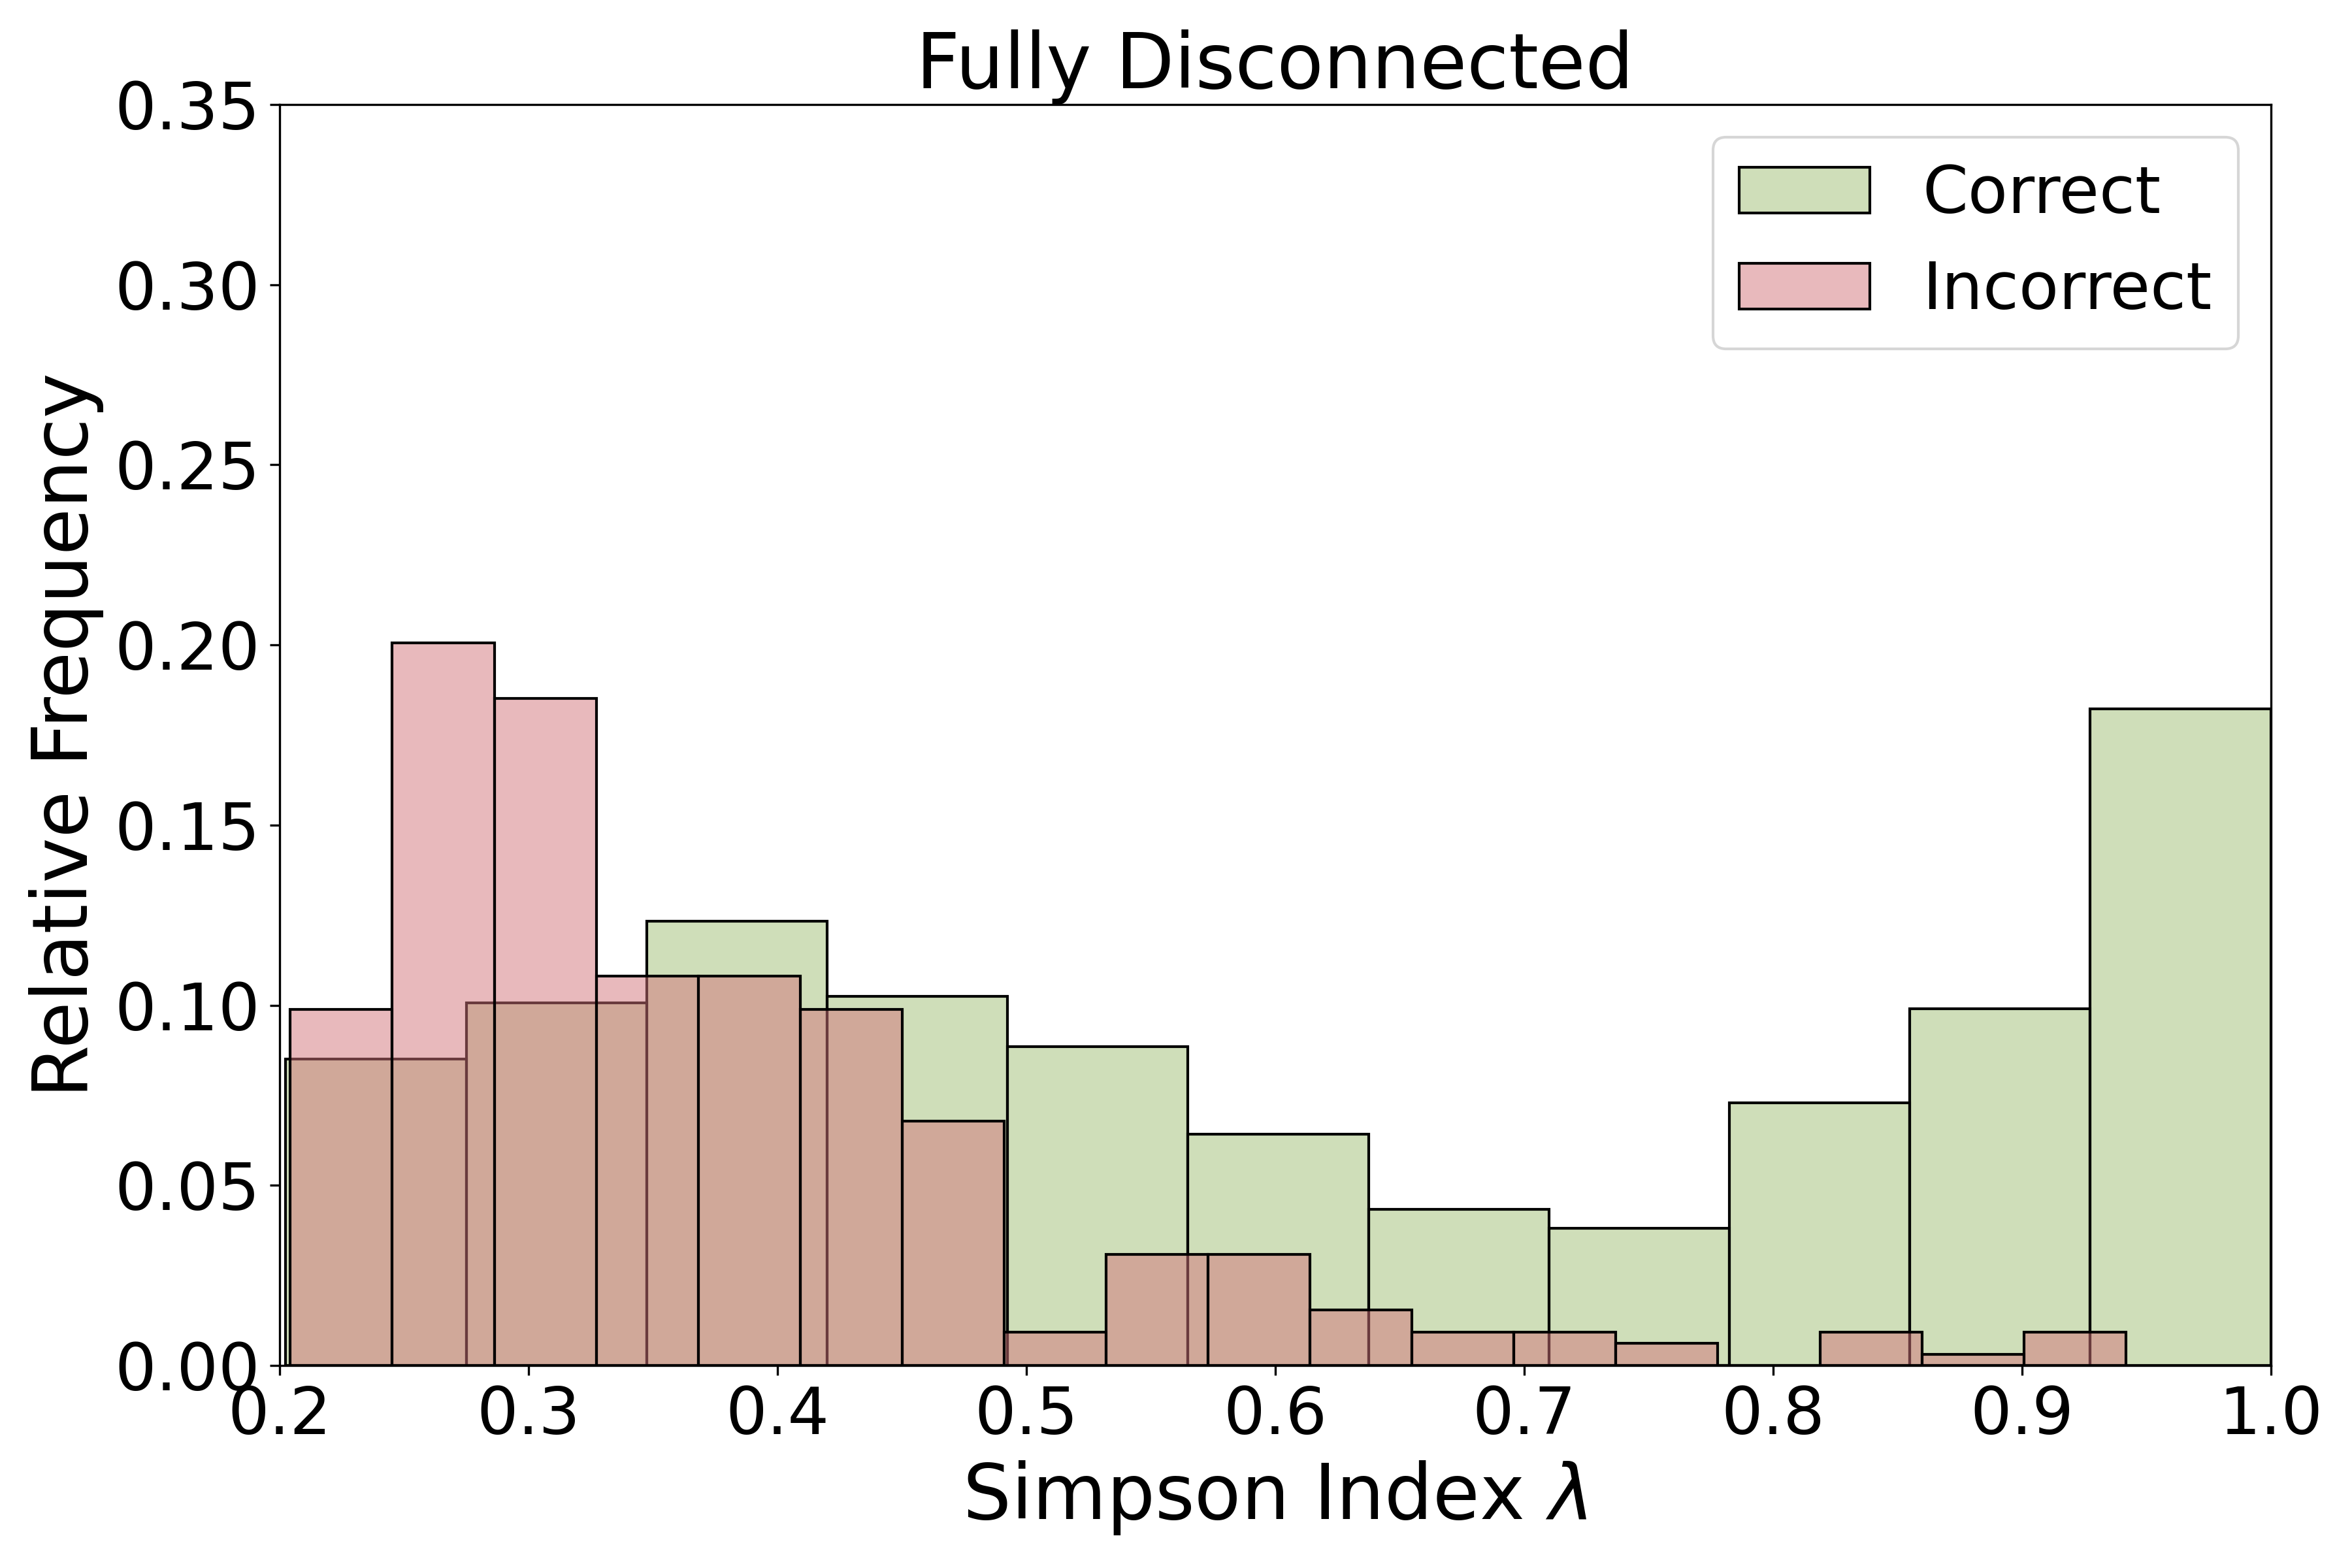 Fully Disconnected
Correct
Incorrect
Relative Frequency
0.35
0.30
0.25
0.20
0.15
0.10
0.05
0.00
0.2 0.3 0.4 0.5 0.6 0.7 0.8 0.9 1.0
Simpson Index λ